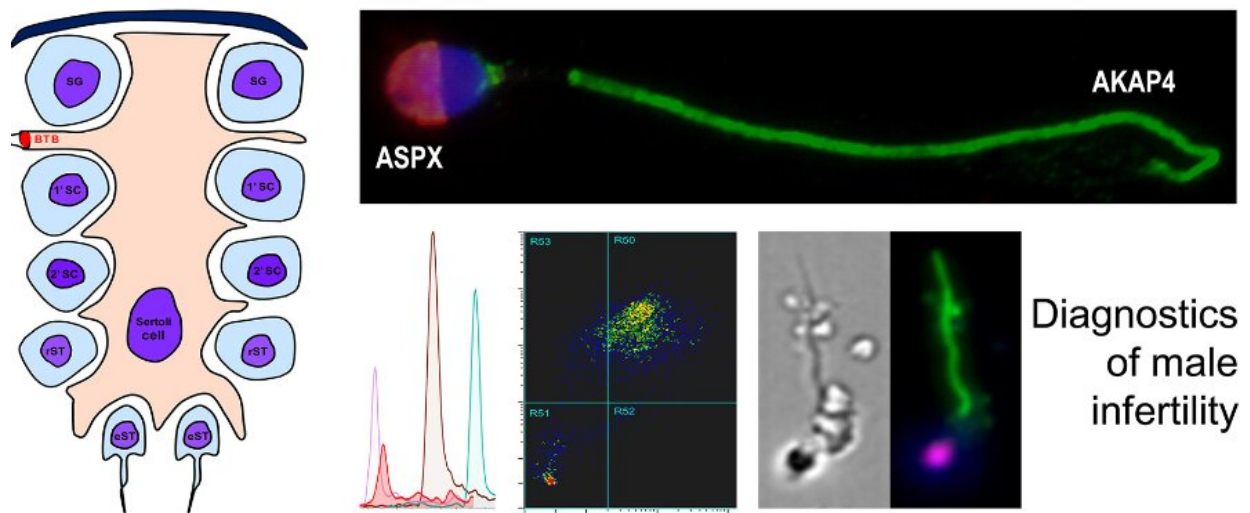 SG
SG
BTB
1' SC
1' SC
2' SC
2' SC
Sertoli
cell
rST
rST
eST
eST
ASPX
AKAP4
R53
R60
R51
R52
Diagnostics
of male
infertility